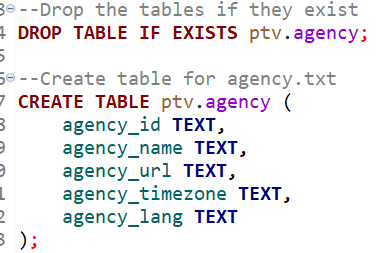 3 --Drop the tables if they exist
4 DROP TABLE IF EXISTS ptv.agency;
5
6 --Create table for agency.txt
7 CREATE TABLE ptv.agency (
8     agency_id TEXT,
9     agency_name TEXT,
0     agency_url TEXT,
1     agency_timezone TEXT,
2     agency_lang TEXT
3 );